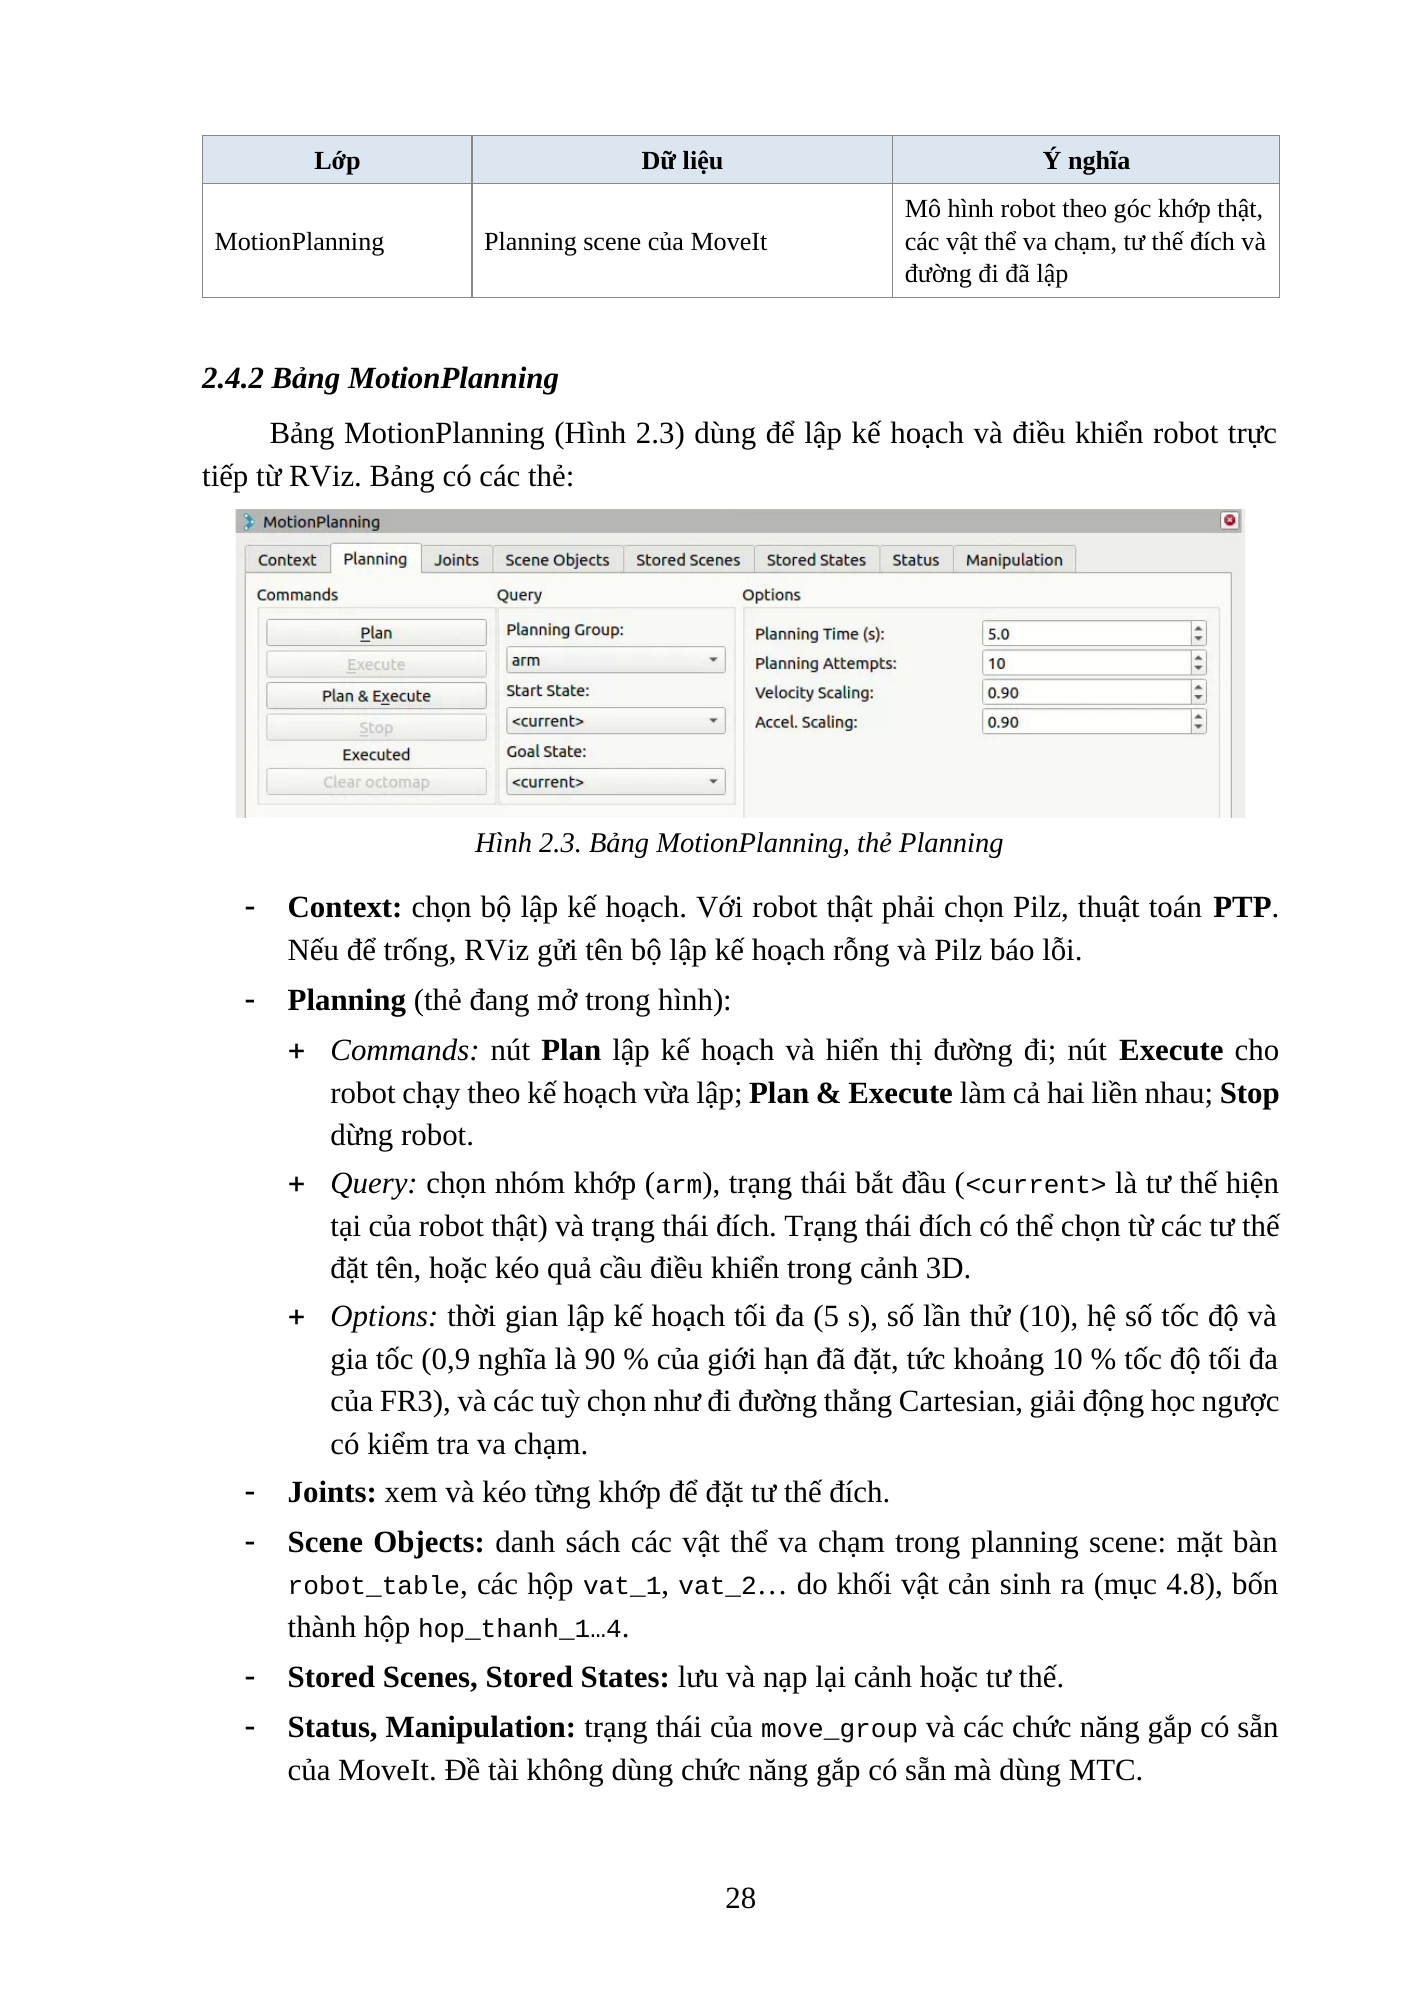 Lớp Dữ liệu Ý nghĩa
MotionPlanning Planning scene của MoveIt Mô hình robot theo góc khớp thật,
các vật thể va chạm, tư thế đích và
đường đi đã lập
2.4.2 Bảng MotionPlanning
Bảng MotionPlanning (Hình 2.3) dùng để lập kế hoạch và điều khiển robot trực
tiếp từ RViz. Bảng có các thẻ:
MotionPlanning
Context Planning Joints Scene Objects Stored Scenes Stored States Status Manipulation
Commands Query Options
Plan Planning Group: Planning Time (s): 5.0
Execute arm Planning Attempts: 10
Plan & Execute Start State: Velocity Scaling: 0.90
Stop <current> Accel. Scaling: 0.90
Executed Goal State:
Clear octomap <current>
Hình 2.3. Bảng MotionPlanning, thẻ Planning
- Context: chọn bộ lập kế hoạch. Với robot thật phải chọn Pilz, thuật toán PTP.
Nếu để trống, RViz gửi tên bộ lập kế hoạch rỗng và Pilz báo lỗi.
- Planning (thẻ đang mở trong hình):
+ Commands: nút Plan lập kế hoạch và hiển thị đường đi; nút Execute cho
robot chạy theo kế hoạch vừa lập; Plan & Execute làm cả hai liền nhau; Stop
dừng robot.
+ Query: chọn nhóm khớp (arm), trạng thái bắt đầu (<current> là tư thế hiện
tại của robot thật) và trạng thái đích. Trạng thái đích có thể chọn từ các tư thế
đặt tên, hoặc kéo quả cầu điều khiển trong cảnh 3D.
+ Options: thời gian lập kế hoạch tối đa (5 s), số lần thử (10), hệ số tốc độ và
gia tốc (0,9 nghĩa là 90 % của giới hạn đã đặt, tức khoảng 10 % tốc độ tối đa
của FR3), và các tuỳ chọn như đi đường thẳng Cartesian, giải động học ngược
có kiểm tra va chạm.
- Joints: xem và kéo từng khớp để đặt tư thế đích.
- Scene Objects: danh sách các vật thể va chạm trong planning scene: mặt bàn
robot_table, các hộp vat_1, vat_2… do khối vật cản sinh ra (mục 4.8), bốn
thành hộp hop_thanh_1…4.
- Stored Scenes, Stored States: lưu và nạp lại cảnh hoặc tư thế.
- Status, Manipulation: trạng thái của move_group và các chức năng gắp có sẵn
của MoveIt. Đề tài không dùng chức năng gắp có sẵn mà dùng MTC.
28